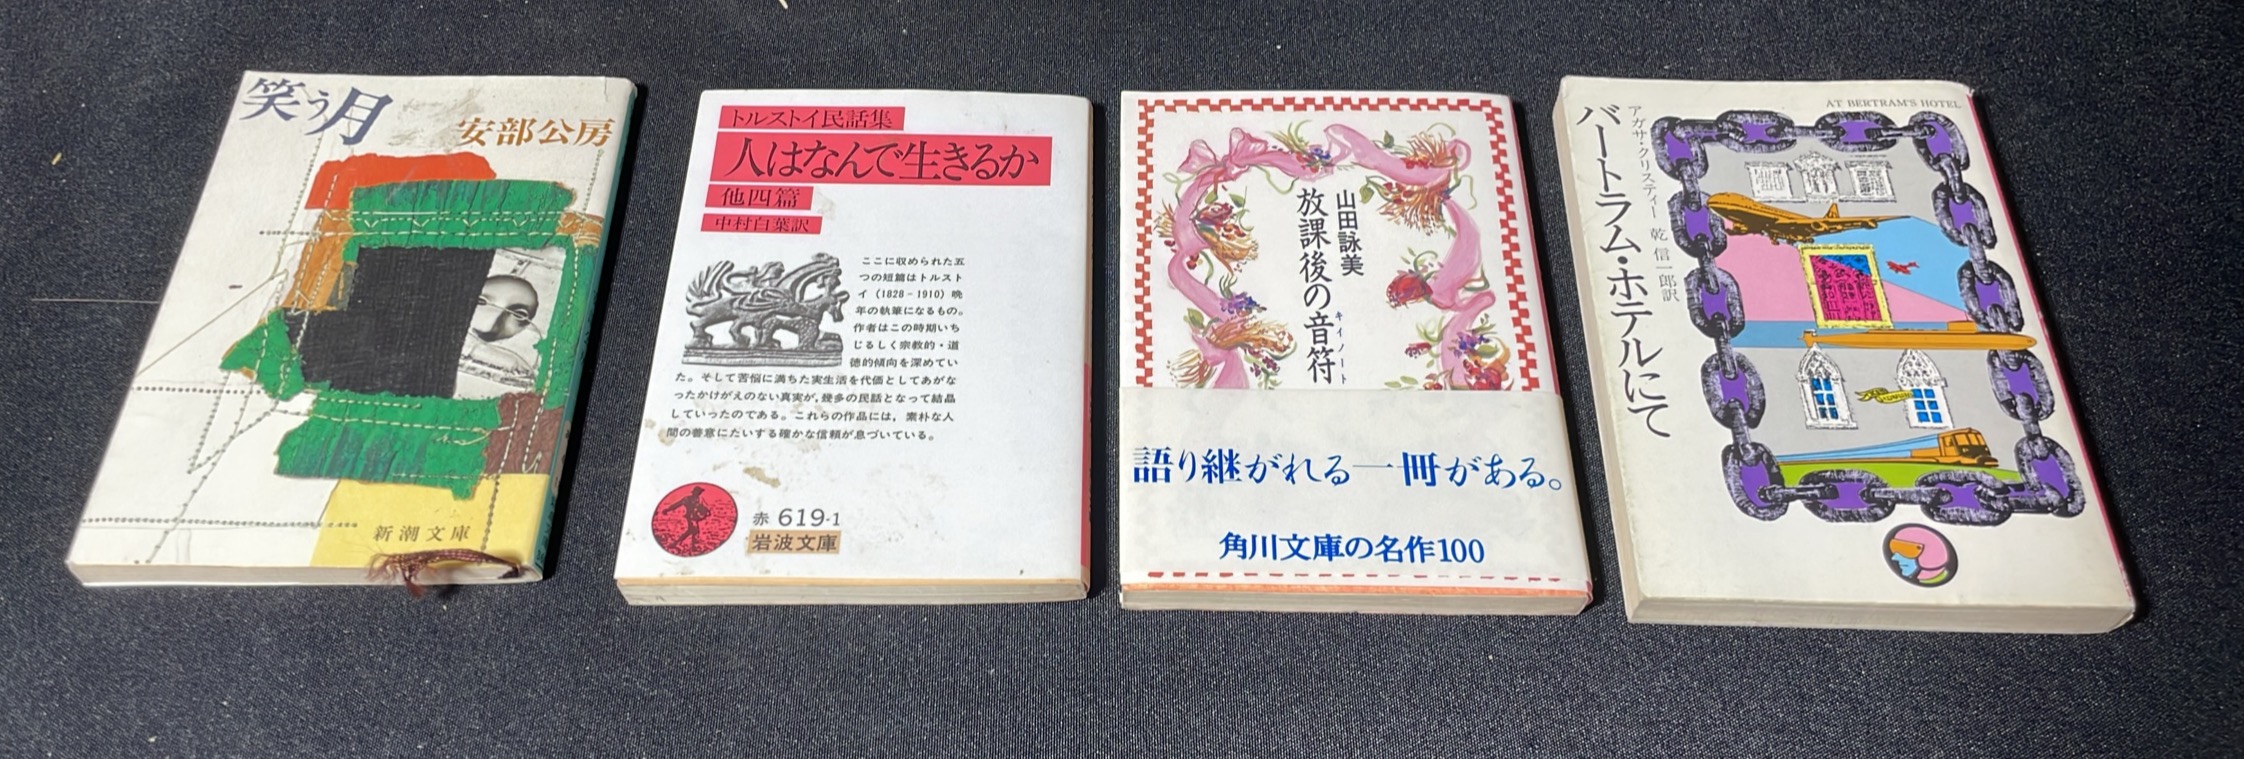 笑う月
安部公房
新潮文庫
トルストイ民話集
人はなんで生きるか
他四篇
中村白葉訳
ここに収められた五
つの短篇はトルスト
イ(1828-1910)晩
年の執筆になるもの。
作者はこの時期いち
じるしく宗教的・道
徳的傾向を深めてい
た。そして苦悩に満ちた実生活を代価としてあがな
ったかけがえのない真実が,幾多の民話となって結晶
していったのである。これらの作品には,素朴な人
間の善意にたいする確かな信頼が息づいている。
赤 619-1
岩波文庫
山田詠美
放課後の音符
キイノート
語り継がれる一冊がある。
角川文庫の名作100
AT BERTRAM'S HOTEL
アガサ・クリスティー 乾 信一郎訳
バートラム・ホテルにて